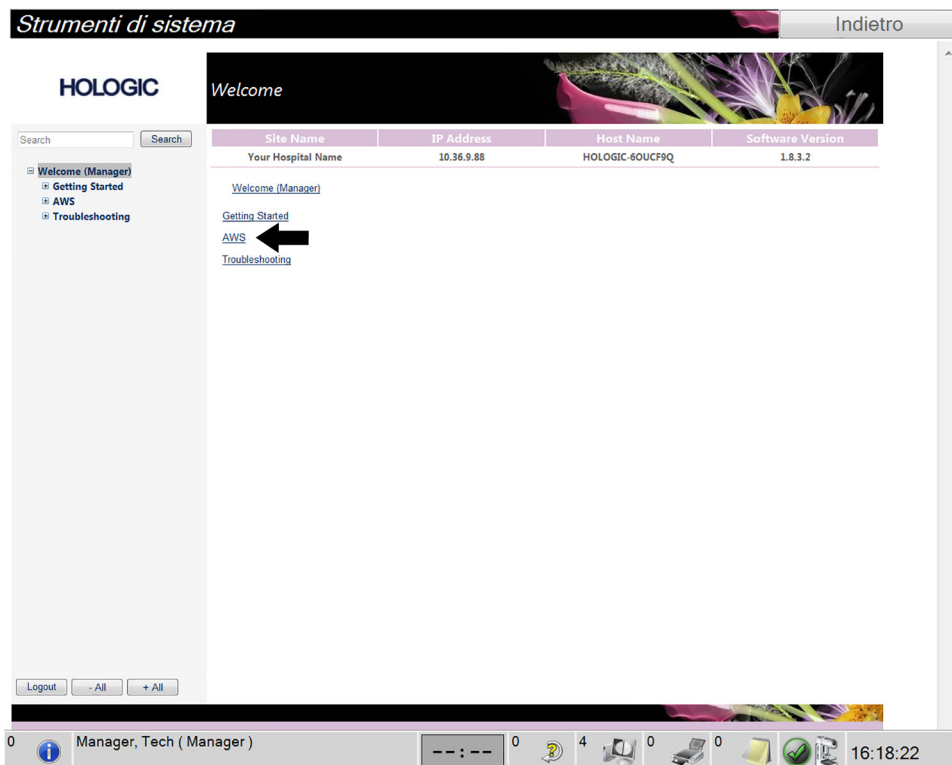 Strumenti di sistema
Indietro
HOLOGIC
Welcome
Search
Search
Site Name IP Address Host Name Software Version
Your Hospital Name 10.36.9.88 HOLOGIC-6OUCF9Q 1.8.3.2
Welcome (Manager)
Getting Started
AWS
Troubleshooting
Welcome (Manager)
Getting Started
AWS
Troubleshooting
Logout - All + All
0 Manager, Tech ( Manager ) --:-- 0 4 0 0 16:18:22